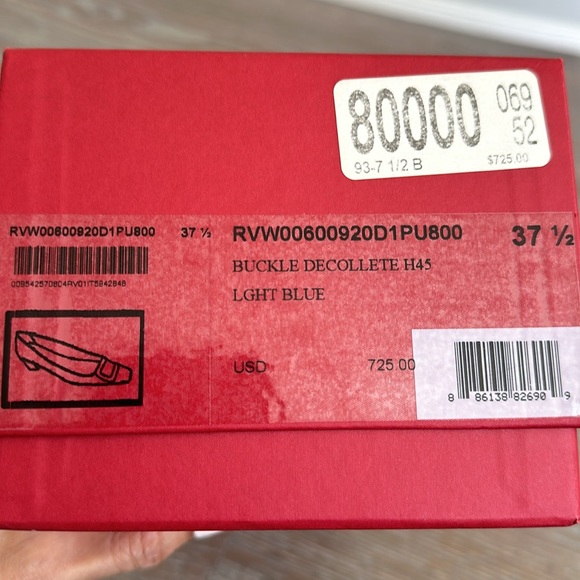 80000 069
52
93-7 1/2 B $725.00
RVW00600920D1PU800 37 ½
RVW00600920D1PU800 37 ½
BUCKLE DECOLLETE H45
LGHT BLUE
USD 725.00
8 86138 82690 9